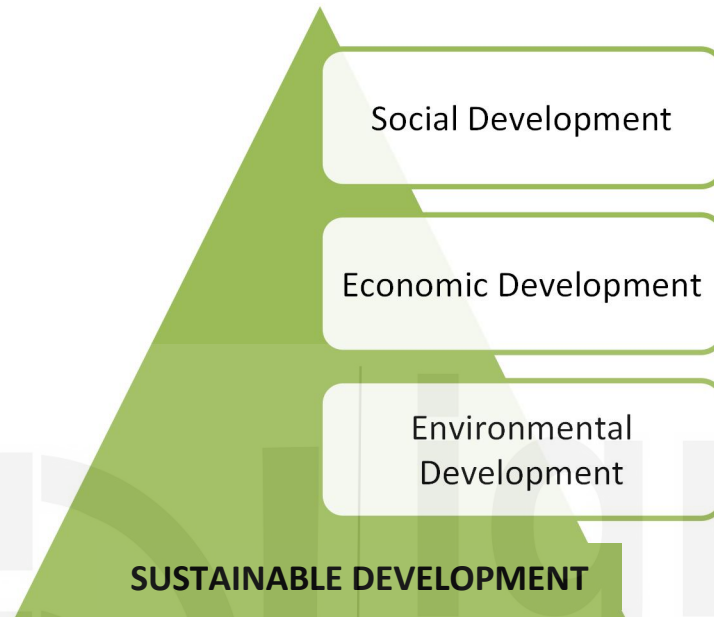 Social Development
Economic Development
Environmental
Development
SUSTAINABLE DEVELOPMENT